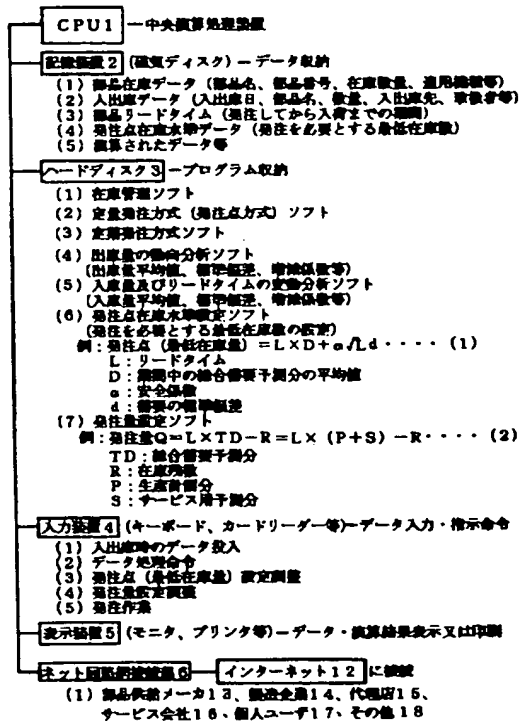 CPU1 ー中央演算処理装置
記憶装置2 (磁気ディスク) ーデータ収納
(1) 部品在庫データ (部品名、部品番号、在庫数量、適用機種等)
(2) 入出庫データ (入出庫日、部品名、数量、入出庫先、取扱者等)
(3) 部品リードタイム (発注してから入荷までの期間)
(4) 発注点在庫水準データ (発注を必要とする最低在庫数)
(5) 演算されたデータ等
ハードディスク3 ープログラム収納
(1) 在庫管理ソフト
(2) 定量発注方式 (発注点方式) ソフト
(3) 定期発注方式ソフト
(4) 出庫量の傾向分析ソフト
(出庫量平均値、標準偏差、増減係数等)
(5) 入庫量及びリードタイムの変動分析ソフト
(入庫量平均値、標準偏差、増減係数等)
(6) 発注点在庫水準設定ソフト
(発注を必要とする最低在庫数の設定)
例:発注点 (最低在庫量) =L×D+α√Ld・・・・ (1)
L:リードタイム
D:期間中の総合需要予測分の平均値
α:安全係数
d:需要の標準偏差
(7) 発注量設定ソフト
例:発注量Q=L×TD-R=L× (P+S) -R・・・・ (2)
TD:総合需要予測分
R:在庫残数
P:生産計画分
S:サービス用予測分
入力装置4 (キーボード、カードリーダー等)ーデータ入力・指示命令
(1) 入出庫時のデータ投入
(2) データ処理命令
(3) 発注点 (最低在庫量)設定調整
(4) 発注量設定調整
(5) 発注作業
表示装置5 (モニタ、プリンタ等) ーデータ・演算結果表示又は印刷
ネット回路網接続器6 インターネット12 に接続
(1) 部品供給メーカ13、製造企業14、代理店15、
サービス会社16、個人ユーザ17、その他18